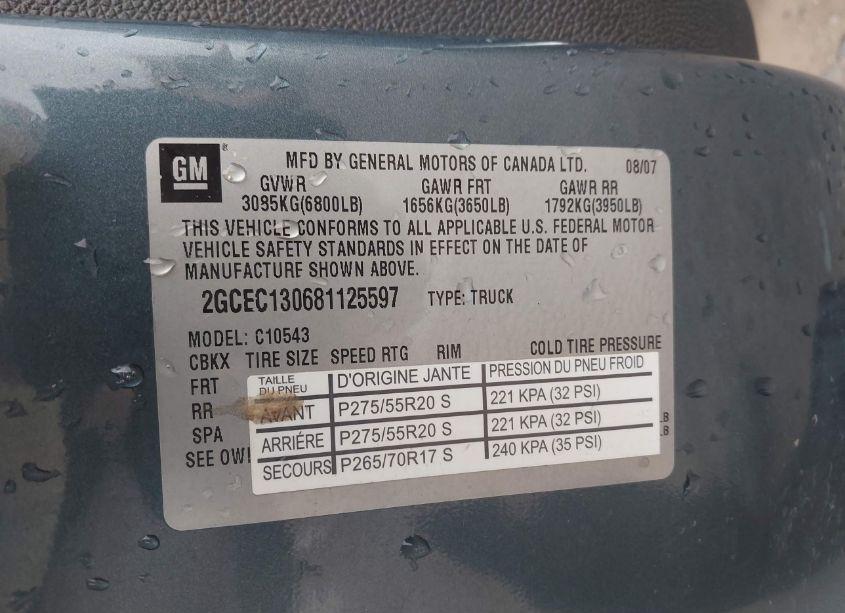 GM ®
MFD BY GENERAL MOTORS OF CANADA LTD. 08/07
GVWR GAWR FRT GAWR RR
3095KG(6800LB) 1656KG(3650LB) 1792KG(3950LB)
THIS VEHICLE CONFORMS TO ALL APPLICABLE U.S. FEDERAL MOTOR
VEHICLE SAFETY STANDARDS IN EFFECT ON THE DATE OF
MANUFACTURE SHOWN ABOVE.
2GCEC130681125597 TYPE: TRUCK
MODEL: C10543
CBKX TIRE SIZE SPEED RTG RIM COLD TIRE PRESSURE
FRT
RR
SPA
SEE OW
TAILLE DU PNEU D'ORIGINE JANTE PRESSION DU PNEU FROID
AVANT P275/55R20 S 221 KPA (32 PSI)
ARRIÉRE P275/55R20 S 221 KPA (32 PSI)
SECOURS P265/70R17 S 240 KPA (35 PSI)